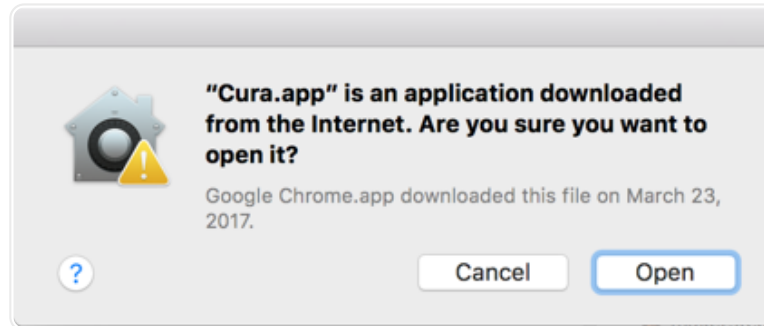 "Cura.app" is an application downloaded
from the Internet. Are you sure you want to
open it?
Google Chrome.app downloaded this file on March 23,
2017.
?
Cancel
Open